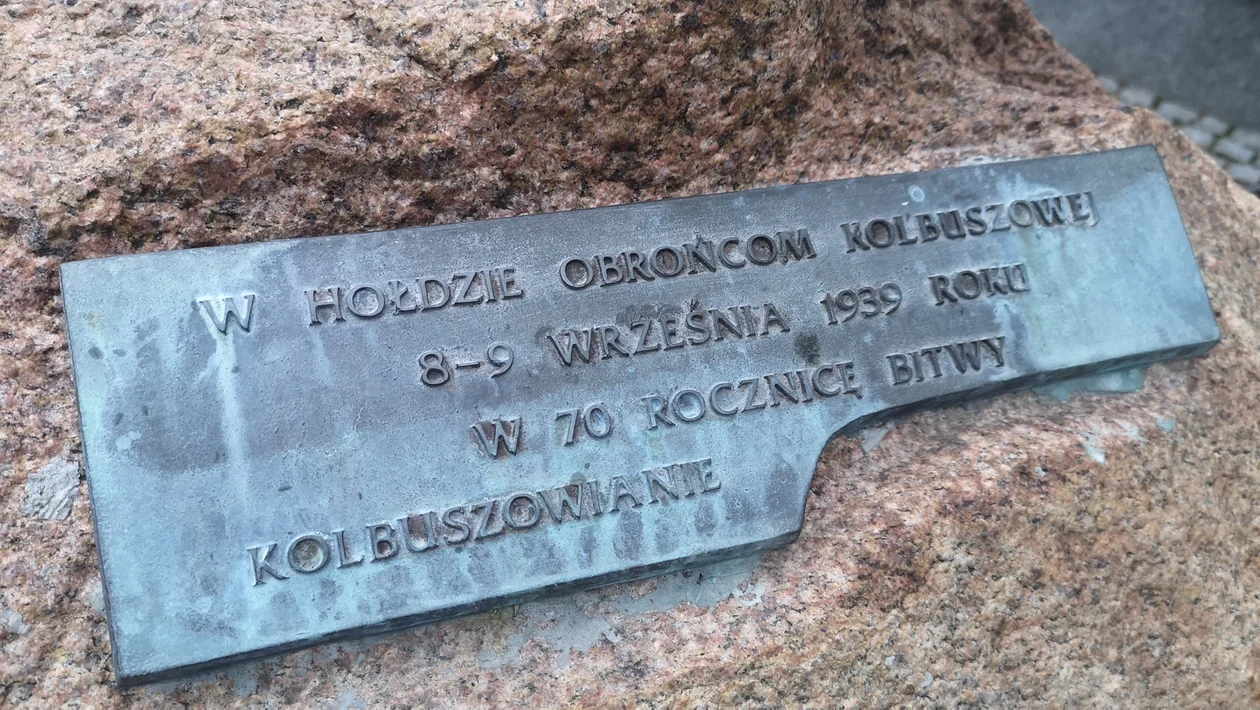 W HOŁDZIE OBROŃCOM KOLBUSZOWEJ
8-9 WRZEŚNIA 1939 ROKU
W 70 ROCZNICĘ BITWY
KOLBUSZOWIANIE